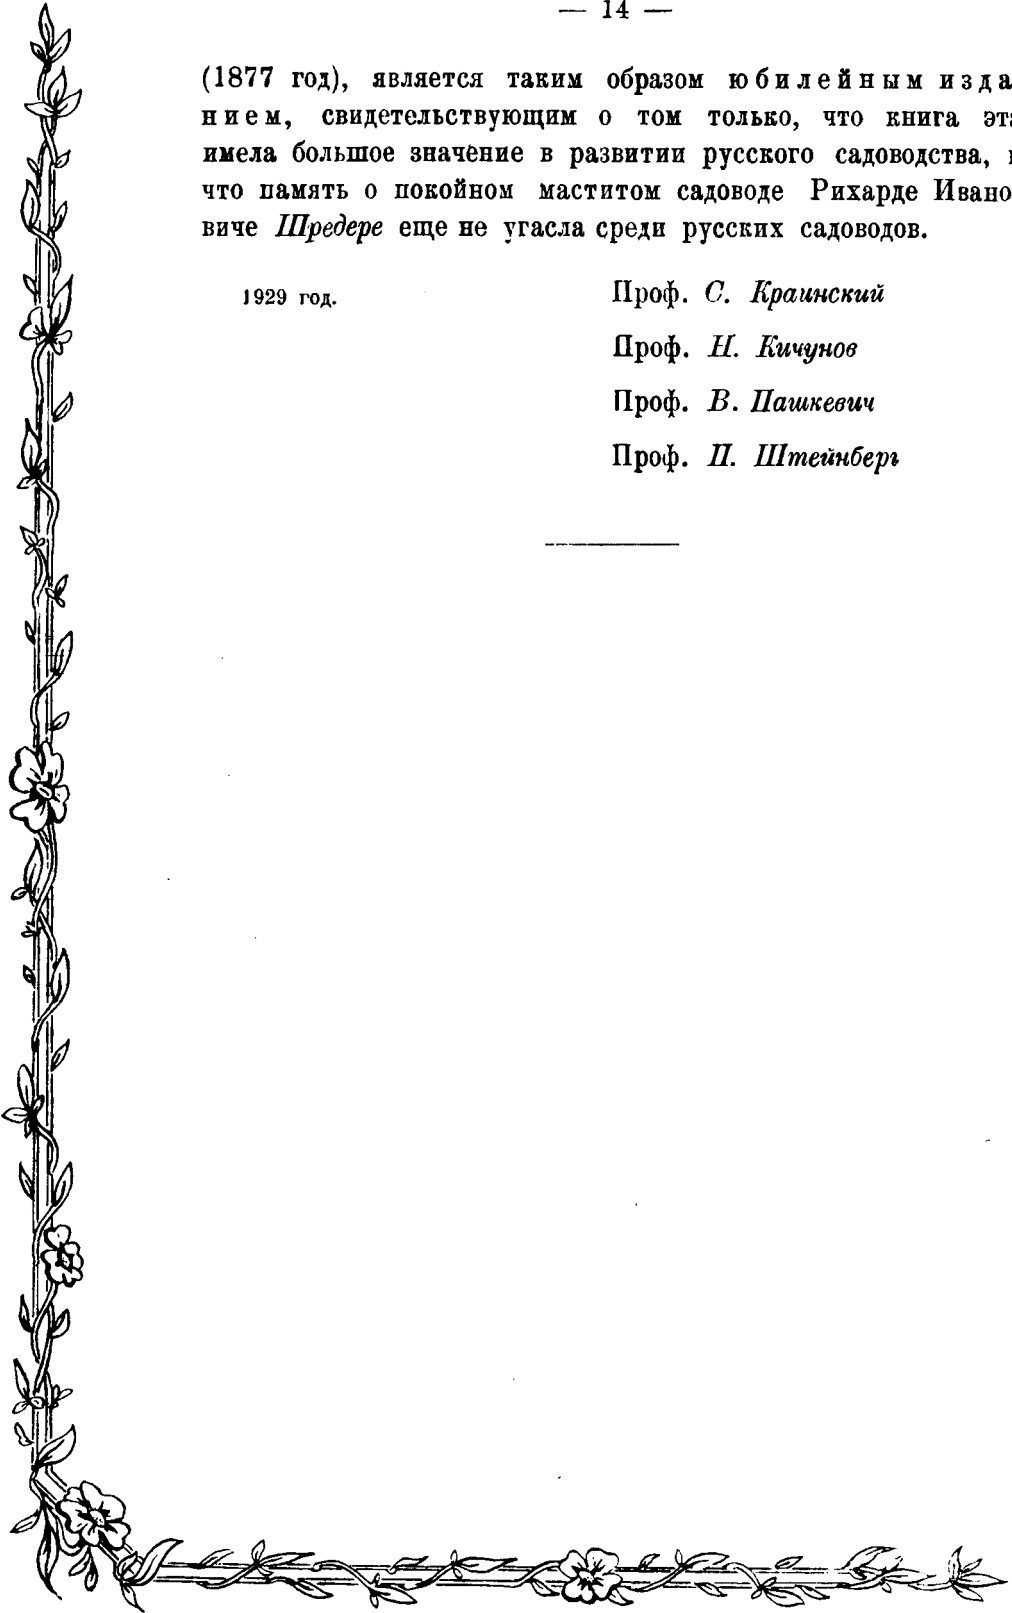 — 14 —
(1877 год), является таким образом юбилейным изда
нием, свидетельствующим о том только, что книга эта
имела большое значение в развитии русского садоводства, и
что память о покойном маститом садоводе Рихарде Ивано
виче Шредере еще не угасла среди русских садоводов.
1929 год.
Проф. С. Краинский
Проф. Н. Кичунов
Проф. В. Пашкевич
Проф. П. Штейнберг